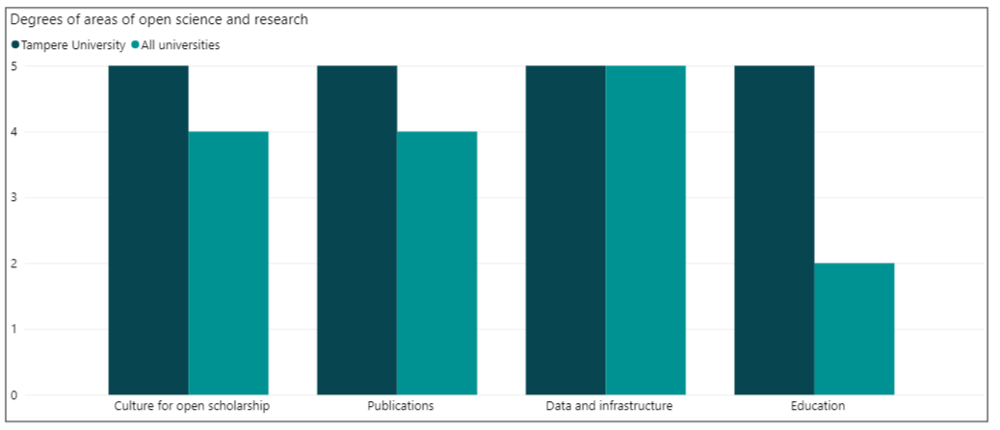 Degrees of areas of open science and research
Tampere University All universities
5
4
3
2
1
0
Culture for open scholarship Publications Data and infrastructure Education